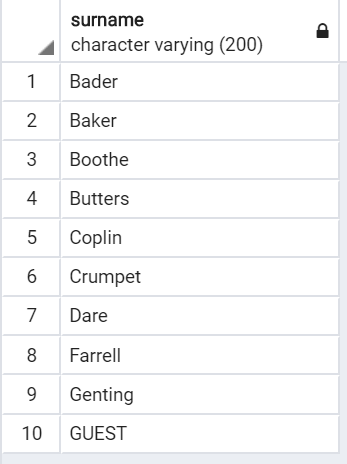 surname
character varying (200)
1 Bader
2 Baker
3 Boothe
4 Butters
5 Coplin
6 Crumpet
7 Dare
8 Farrell
9 Genting
10 GUEST